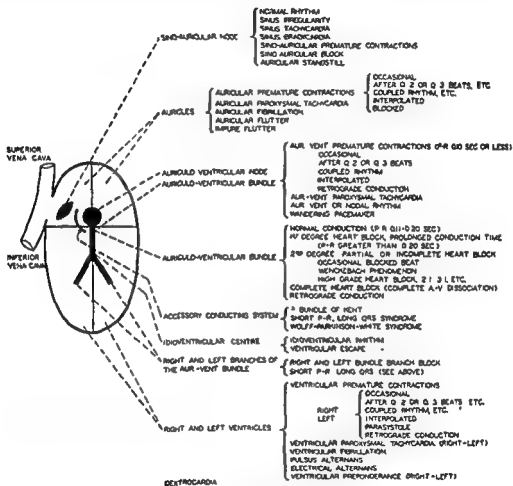 SINO-AURICULAR NODE
NORMAL RHYTHM
SINUS IRREGULARITY
SINUS TACHYCARDIA
SINUS BRADYCARDIA
SINO-AURICULAR PREMATURE CONTRACTIONS
SINO AURICULAR BLOCK
AURICULAR STANDSTILL
AURICLES
AURICULAR PREMATURE CONTRACTIONS
OCCASIONAL
AFTER Q 2 OR Q 3 BEATS, ETC
COUPLED RHYTHM, ETC.
INTERPOLATED
BLOCKED
AURICULAR PAROXYSMAL TACHYCARDIA
AURICULAR FIBRILLATION
AURICULAR FLUTTER
IMPURE FLUTTER
SUPERIOR
VENA CAVA
INFERIOR
VENA CAVA
AURICULO VENTRICULAR NODE
AURICULO-VENTRICULAR BUNDLE
AUR VENT PREMATURE CONTRACTIONS (P-R 0.10 SEC OR LESS)
OCCASIONAL
AFTER Q 2 OR Q 3 BEATS
COUPLED RHYTHM
INTERPOLATED
RETROGRADE CONDUCTION
AUR-VENT PAROXYSMAL TACHYCARDIA
AUR VENT OR NODAL RHYTHM
WANDERING PACEMAKER
AURICULO-VENTRICULAR BUNDLE
NORMAL CONDUCTION (P R 0.11-0.20 SEC)
DEGREE HEART BLOCK, PROLONGED CONDUCTION TIME
(P-R GREATER THAN 0.20 SEC)
2ND DEGREE PARTIAL OR INCOMPLETE HEART BLOCK
OCCASIONAL BLOCKED BEAT
WENCKEBACH PHENOMENON
HIGH GRADE HEART BLOCK, 2 1 3 1, ETC.
COMPLETE HEART BLOCK (COMPLETE A-V DISSOCIATION)
RETROGRADE CONDUCTION
ACCESSORY CONDUCTING SYSTEM
BUNDLE OF KENT
SHORT P-R, LONG QRS SYNDROME
WOLFF-PARKINSON-WHITE SYNDROME
IDIOVENTRICULAR CENTRE
IDIOVENTRICULAR RHYTHM
VENTRICULAR ESCAPE
RIGHT AND LEFT BRANCHES OF
THE AUR-VENT BUNDLE
RIGHT AND LEFT BUNDLE BRANCH BLOCK
SHORT P-R LONG QRS (SEE ABOVE)
RIGHT AND LEFT VENTRICLES
VENTRICULAR PREMATURE CONTRACTIONS
RIGHT
LEFT
OCCASIONAL
AFTER Q 2 OR Q 3 BEATS ETC.
COUPLED RHYTHM, ETC.
INTERPOLATED
PARASYSTOLE
RETROGRADE CONDUCTION
VENTRICULAR PAROXYSMAL TACHYCARDIA (RIGHT-LEFT)
VENTRICULAR FIBRILLATION
PULSUS ALTERNANS
ELECTRICAL ALTERNANS
VENTRICULAR PREPONDERANCE (RIGHT-LEFT)
DEXTROCARDIA